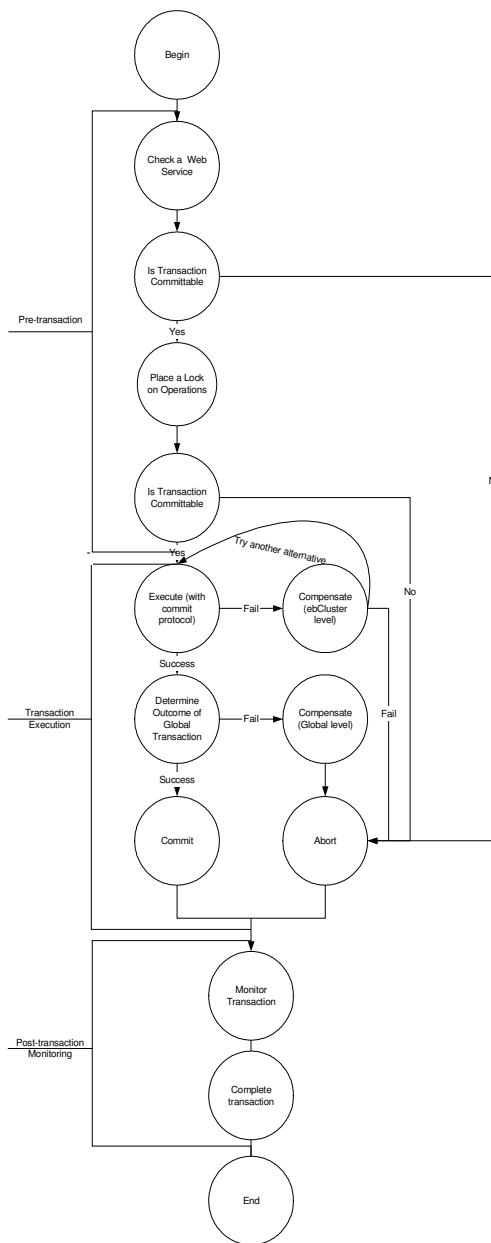 Begin
Check a Web
Service
Is Transaction
Committable
Pre-transaction
Yes
Place a Lock
on Operations
Is Transaction
Committable
Yes
Try another alternative
No
Execute (with
commit
protocol)
Fail
Compensate
(ebCluster
level)
Success
Determine
Outcome of
Global
Transaction
Fail
Compensate
(Global level)
Fail
Transaction
Execution
Success
Commit
Abort
Monitor
Transaction
Post-transaction
Monitoring
Complete
transaction
End